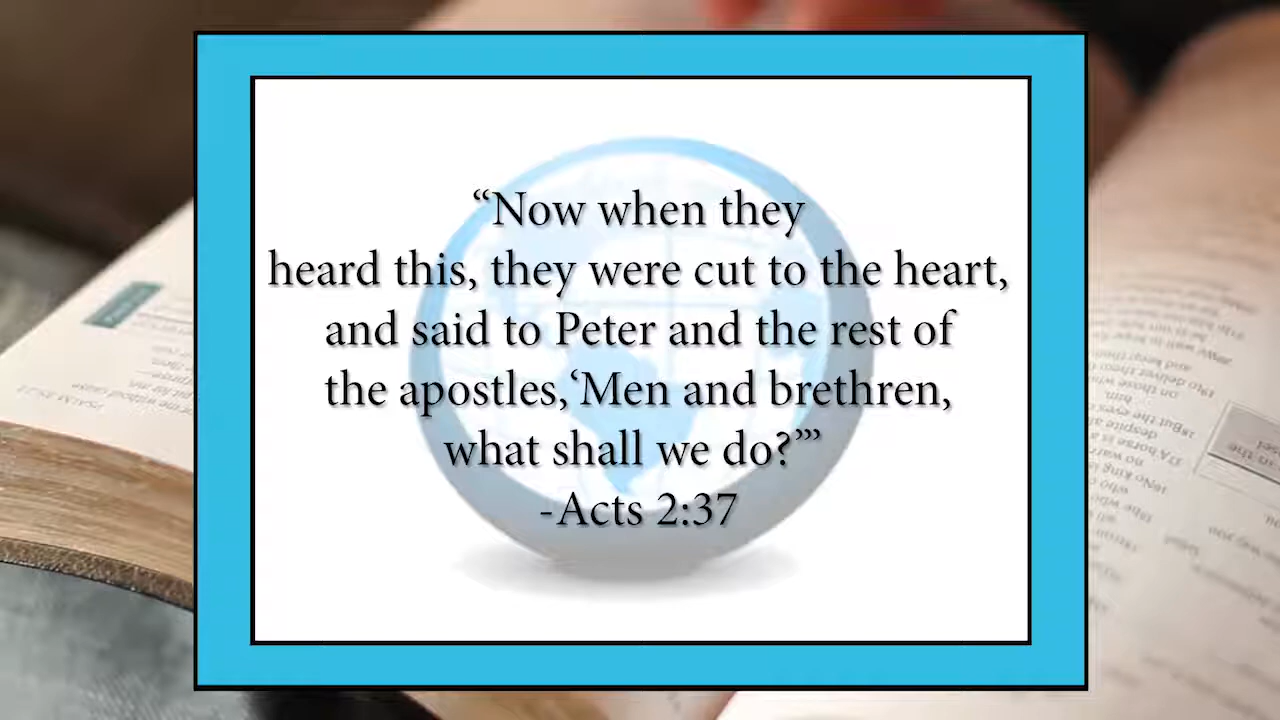 “Now when they
heard this, they were cut to the heart,
and said to Peter and the rest of
the apostles,‘Men and brethren,
what shall we do?’”
-Acts 2:37